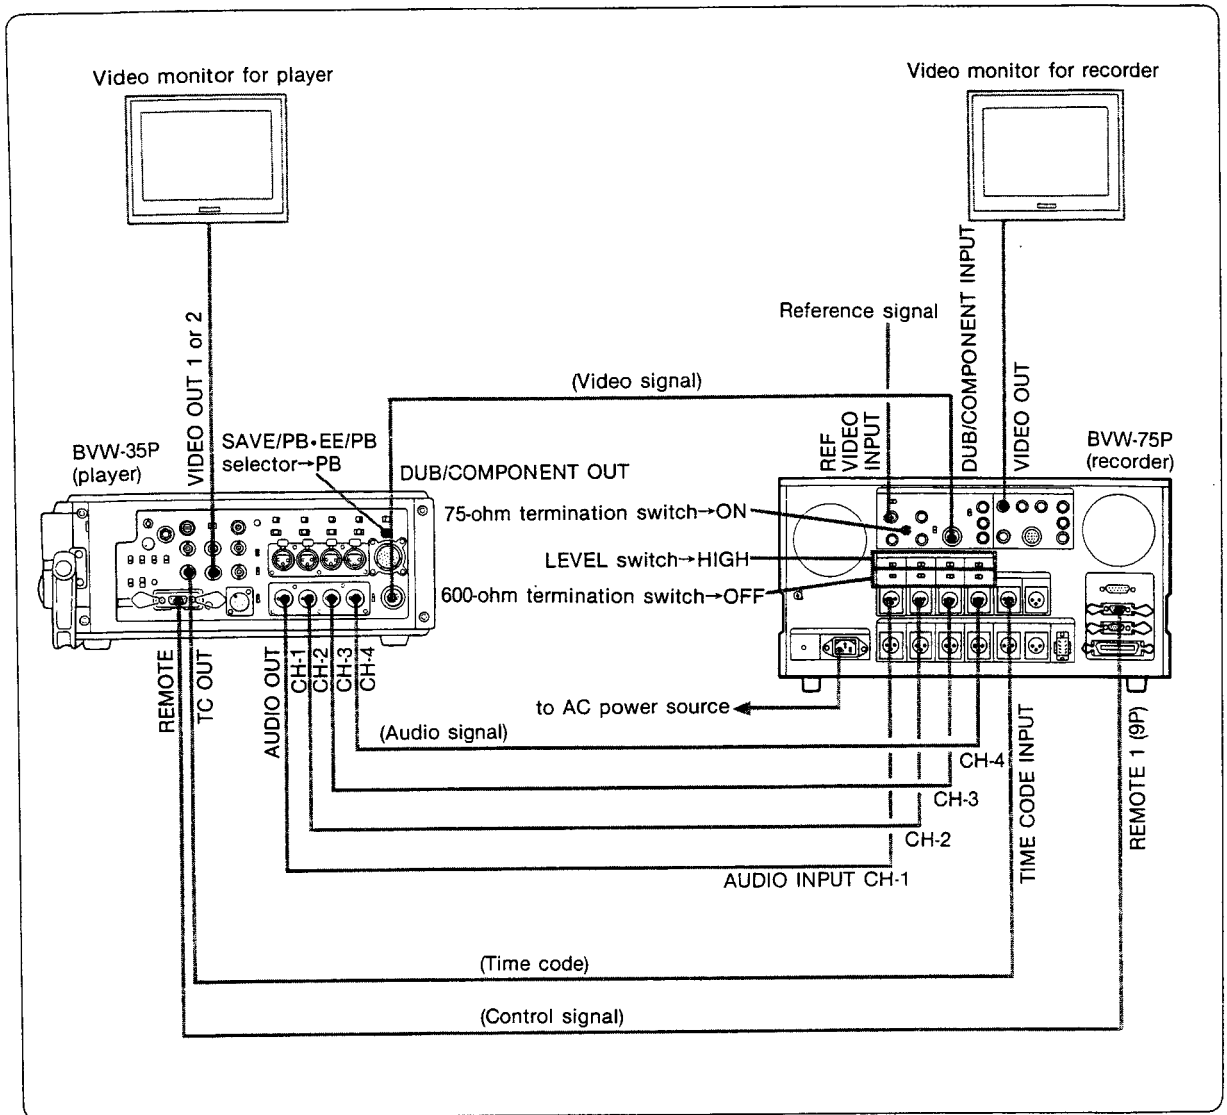 Video monitor for player
Video monitor for recorder
Reference signal
(Video signal)
VIDEO OUT 1 or 2
DUB/COMPONENT INPUT
VIDEO OUT
REF
VIDEO
INPUT
BVW-35P
(player)
SAVE/PB•EE/PB
selector→PB
DUB/COMPONENT OUT
BVW-75P
(recorder)
75-ohm termination switch→ON
LEVEL switch→HIGH
600-ohm termination switch→OFF
REMOTE
TC OUT
AUDIO OUT
CH-1
CH-2
CH-3
CH-4
to AC power source
(Audio signal)
CH-4
CH-3
CH-2
AUDIO INPUT CH-1
TIME CODE INPUT
REMOTE 1 (9P)
(Time code)
(Control signal)